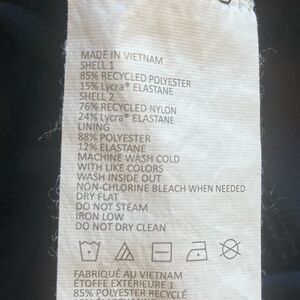 MADE IN VIETNAM
SHELL 1
85% RECYCLED POLYESTER
15% Lycra® ELASTANE
SHELL 2
76% RECYCLED NYLON
24% Lycra® ELASTANE
LINING
88% POLYESTER
12% ELASTANE
MACHINE WASH COLD
WITH LIKE COLORS
WASH INSIDE OUT
NON-CHLORINE BLEACH WHEN NEEDED
DRY FLAT
DO NOT STEAM
IRON LOW
DO NOT DRY CLEAN
FABRIQUÉ AU VIETNAM
ÉTOFFE EXTÉRIEURE 1
85% POLYESTER RECYCLÉ